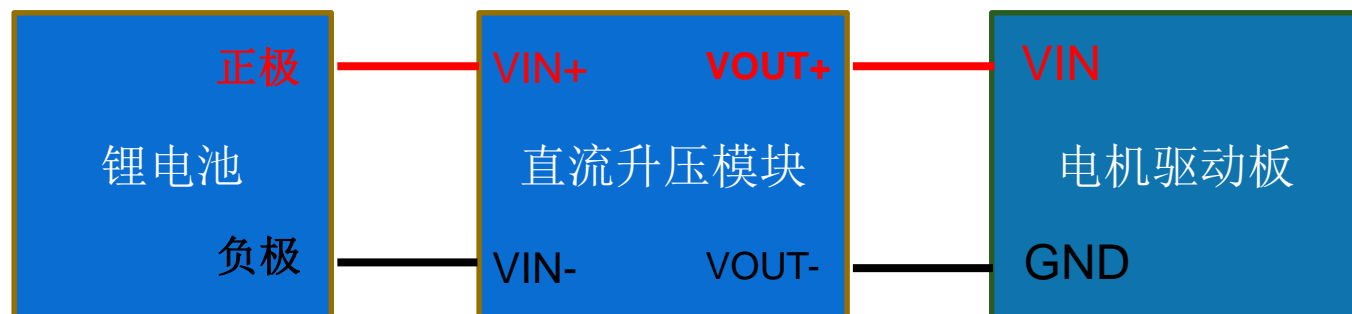 正极
锂电池
负极
VIN+ VOUT+
直流升压模块
VIN- VOUT-
VIN
电机驱动板
GND